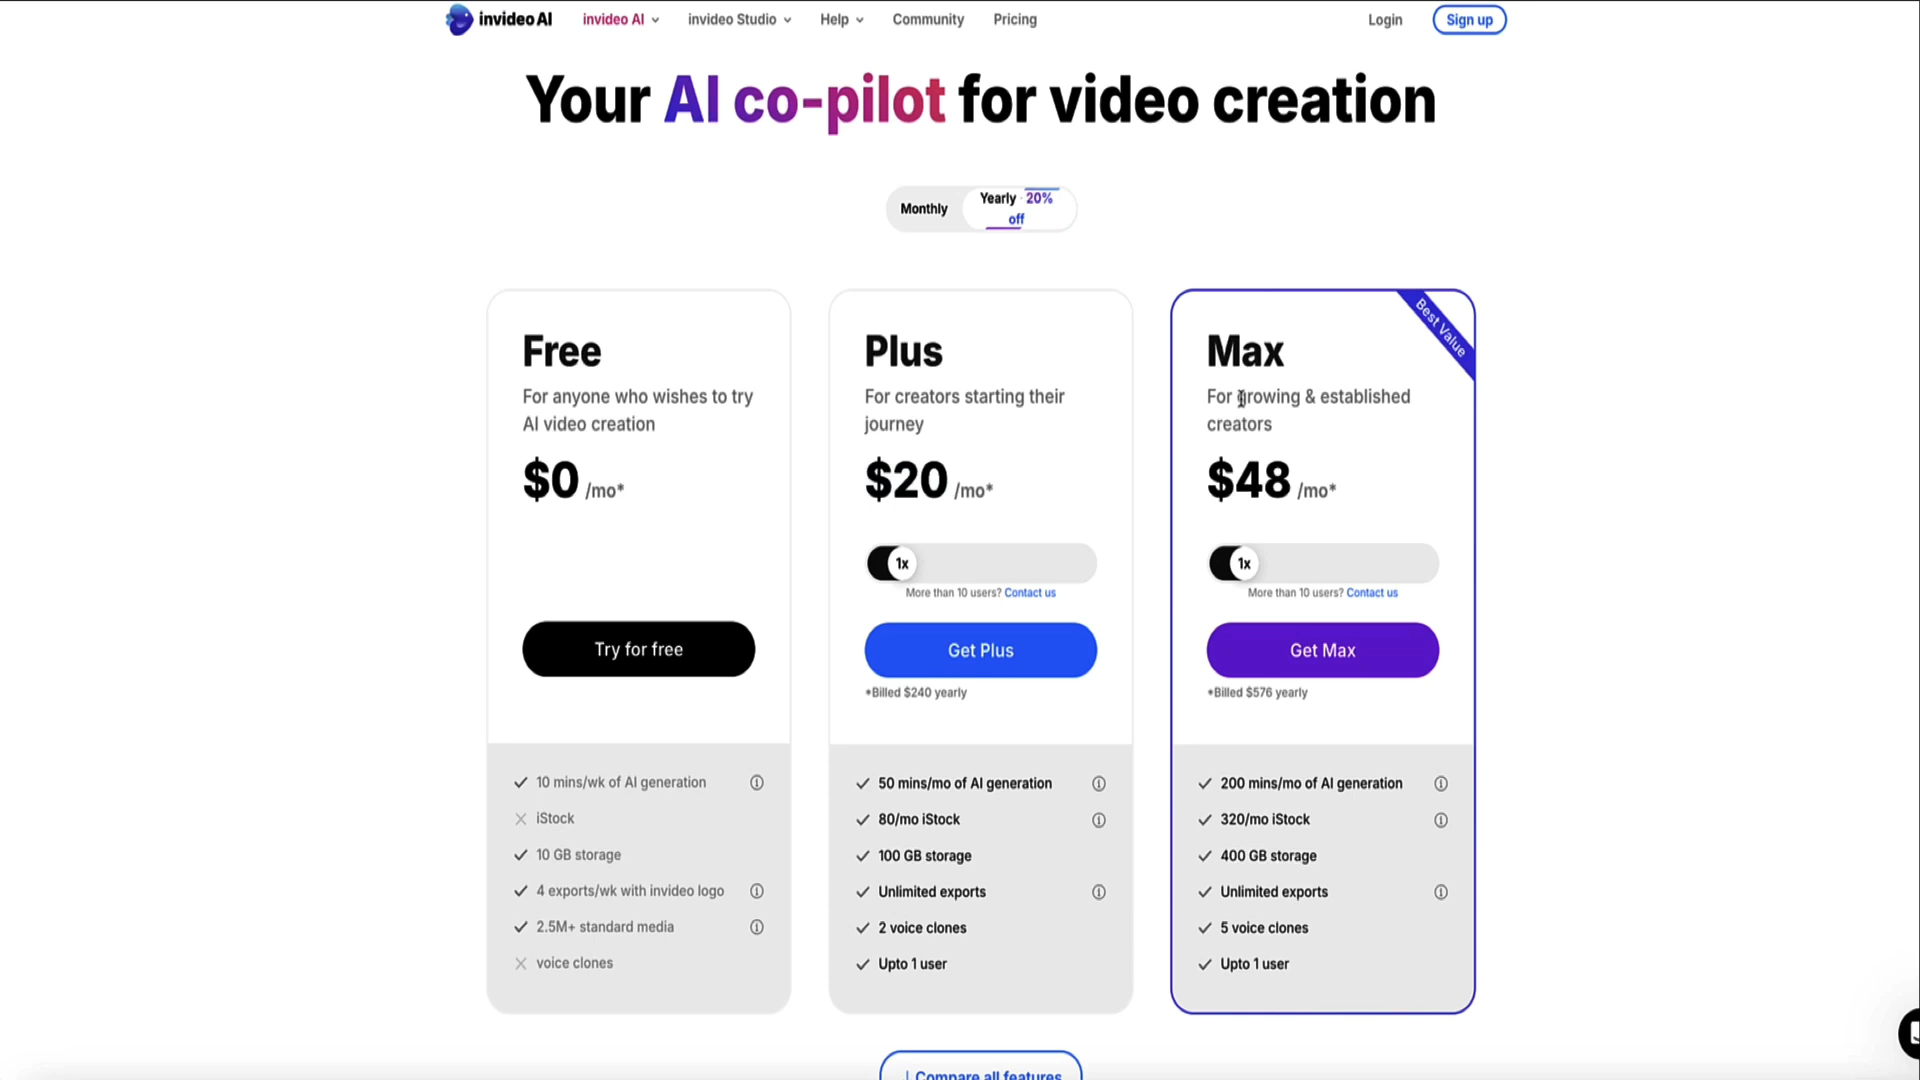 invideo AI
invideo AI
invideo Studio
Help
Community
Pricing
Login
Sign up
Your AI co-pilot for video creation
Monthly
Yearly · 20%
off
Free
For anyone who wishes to try
AI video creation
$0 /mo*
Try for free
10 mins/wk of AI generation
iStock
10 GB storage
4 exports/wk with invideo logo
2.5M+ standard media
voice clones
Plus
For creators starting their
journey
$20 /mo*
1x
More than 10 users? Contact us
Get Plus
*Billed $240 yearly
50 mins/mo of AI generation
80/mo iStock
100 GB storage
Unlimited exports
2 voice clones
Upto 1 user
Best Value
Max
For growing & established
creators
$48 /mo*
1x
More than 10 users? Contact us
Get Max
*Billed $576 yearly
200 mins/mo of AI generation
320/mo iStock
400 GB storage
Unlimited exports
5 voice clones
Upto 1 user
Compare all features